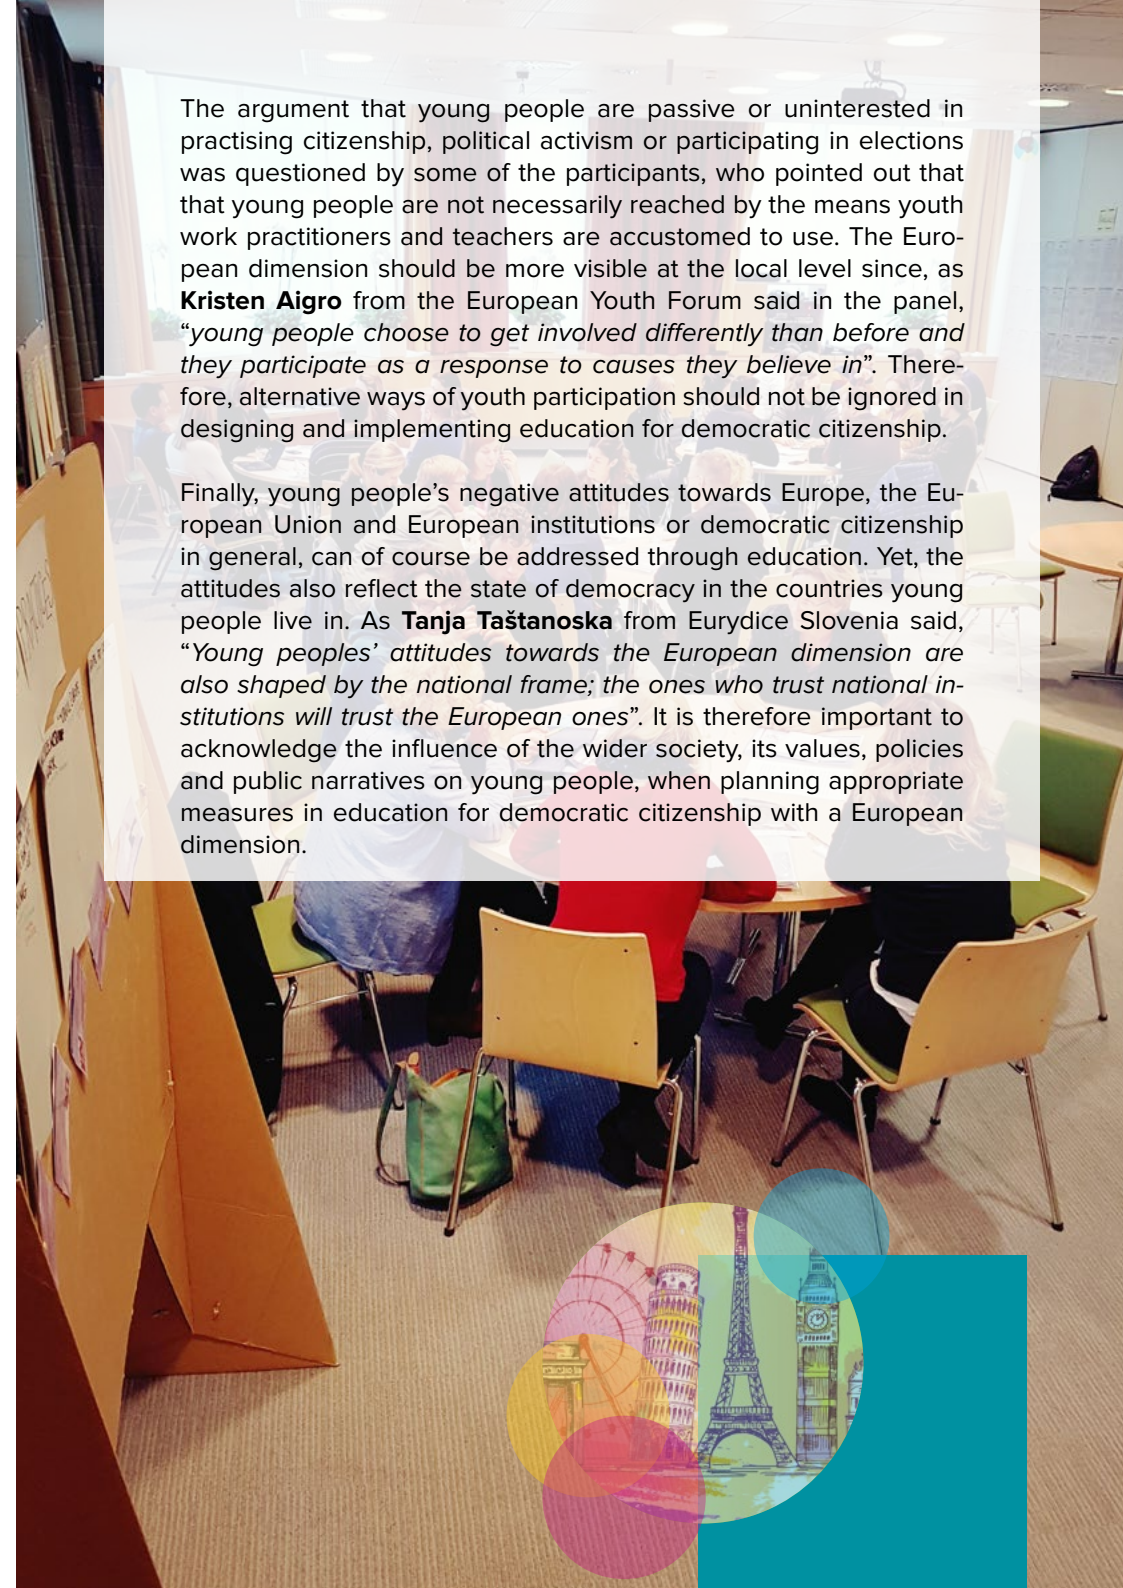 The argument that young people are passive or uninterested in
practising citizenship, political activism or participating in elections
was questioned by some of the participants, who pointed out that
that young people are not necessarily reached by the means youth
work practitioners and teachers are accustomed to use. The Euro-
pean dimension should be more visible at the local level since, as
Kristen Aigro from the European Youth Forum said in the panel,
“young people choose to get involved differently than before and
they participate as a response to causes they believe in”. There-
fore, alternative ways of youth participation should not be ignored in
designing and implementing education for democratic citizenship.
Finally, young people’s negative attitudes towards Europe, the Eu-
ropean Union and European institutions or democratic citizenship
in general, can of course be addressed through education. Yet, the
attitudes also reflect the state of democracy in the countries young
people live in. As Tanja Taštanoska from Eurydice Slovenia said,
“Young peoples’ attitudes towards the European dimension are
also shaped by the national frame; the ones who trust national in-
stitutions will trust the European ones”. It is therefore important to
acknowledge the influence of the wider society, its values, policies
and public narratives on young people, when planning appropriate
measures in education for democratic citizenship with a European
dimension.